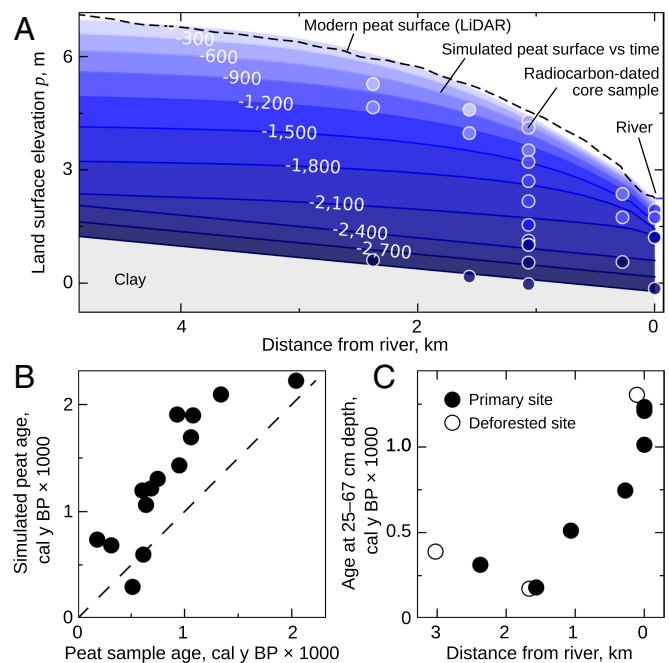 A
Modern peat surface (LiDAR)
Simulated peat surface vs time
Radiocarbon-dated
core sample
River
-300
-600
-900
-1,200
-1,500
-1,800
-2,100
-2,400
-2,700
Clay
Land surface elevation p, m
6
3
0
4
2
0
Distance from river, km
B
Simulated peat age,
cal y BP × 1000
2
1
0
0
1
2
Peat sample age, cal y BP × 1000
C
Primary site
Deforested site
Age at 25–67 cm depth,
cal y BP × 1000
1.0
0.5
0
3
2
1
0
Distance from river, km